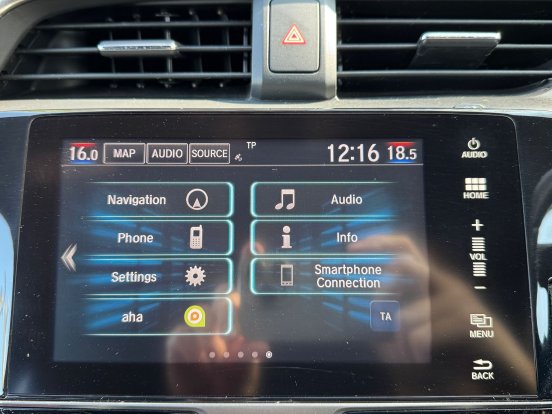 16.0 MAP AUDIO SOURCE TP 12:16 18.5
AUDIO
Navigation
Audio
HOME
Phone
Info
VOL
Settings
Smartphone
Connection
aha
TA
MENU
BACK